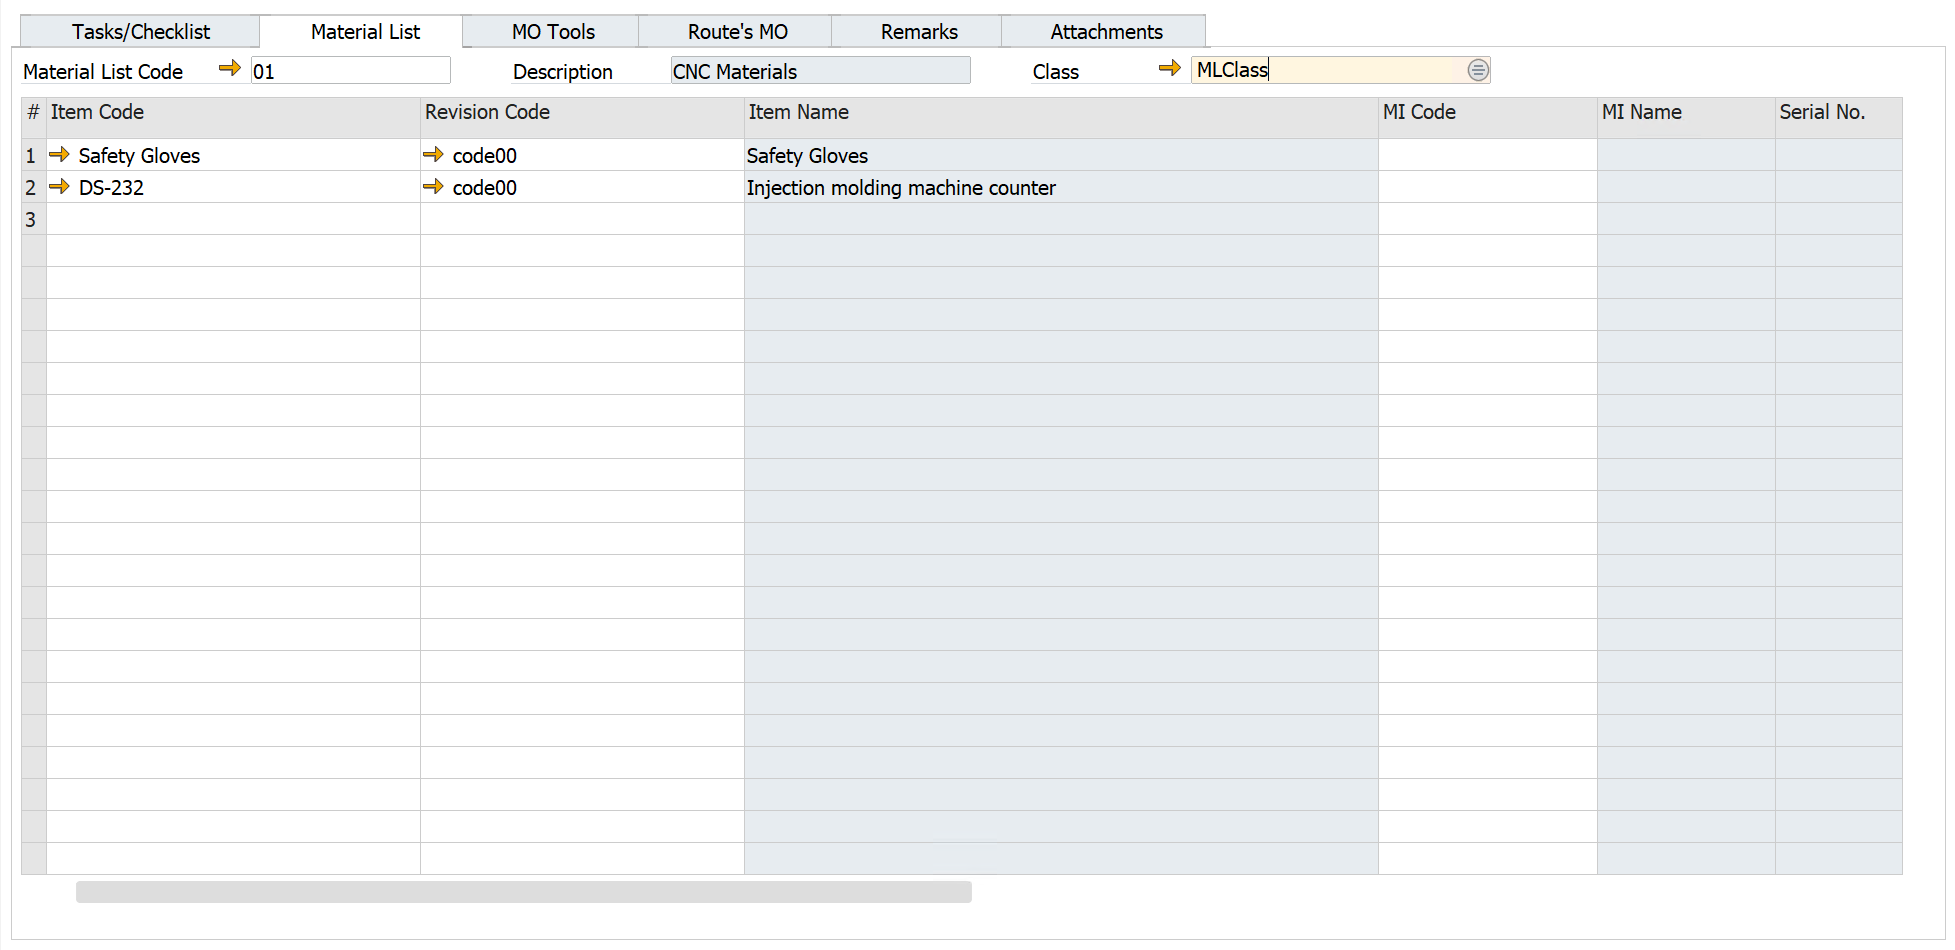 Tasks/Checklist Material List MO Tools Route's MO Remarks Attachments
Material List Code 01 Description CNC Materials Class MLClass
# Item Code Revision Code Item Name MI Code MI Name Serial No.
1 Safety Gloves code00 Safety Gloves
2 DS-232 code00 Injection molding machine counter
3